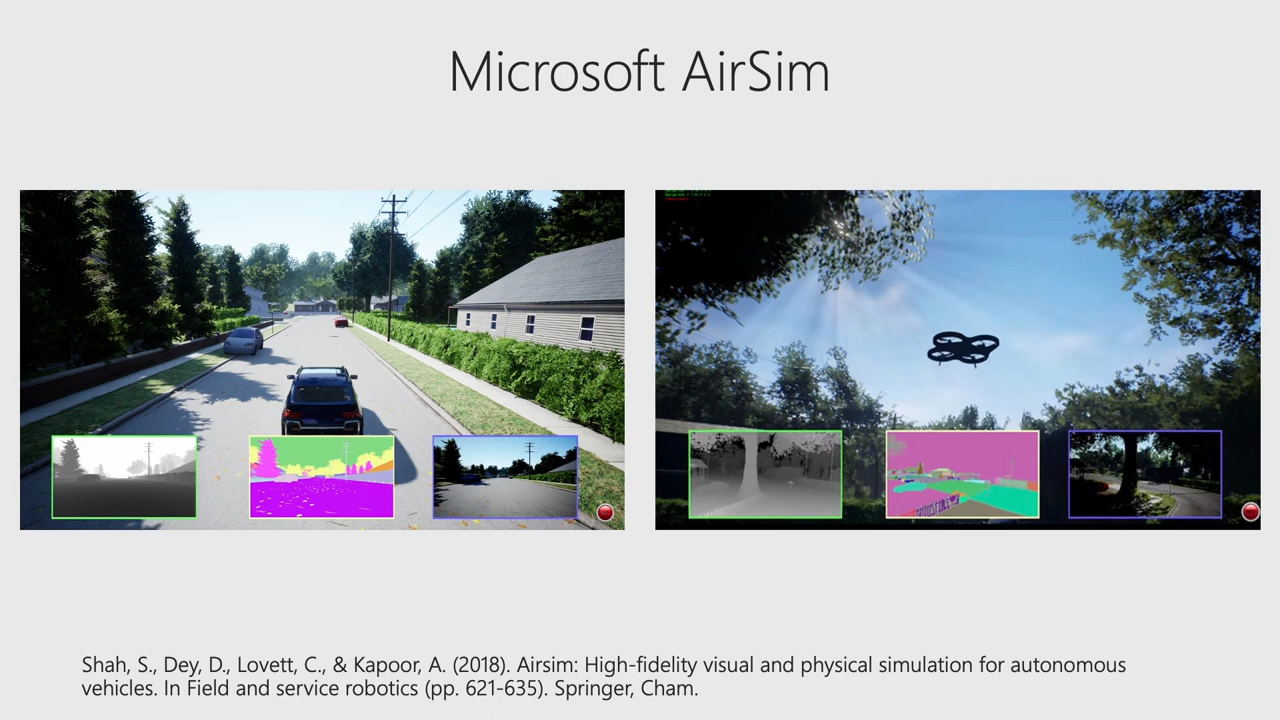 Microsoft AirSim
Shah, S., Dey, D., Lovett, C., & Kapoor, A. (2018). Airsim: High-fidelity visual and physical simulation for autonomous
vehicles. In Field and service robotics (pp. 621-635). Springer, Cham.